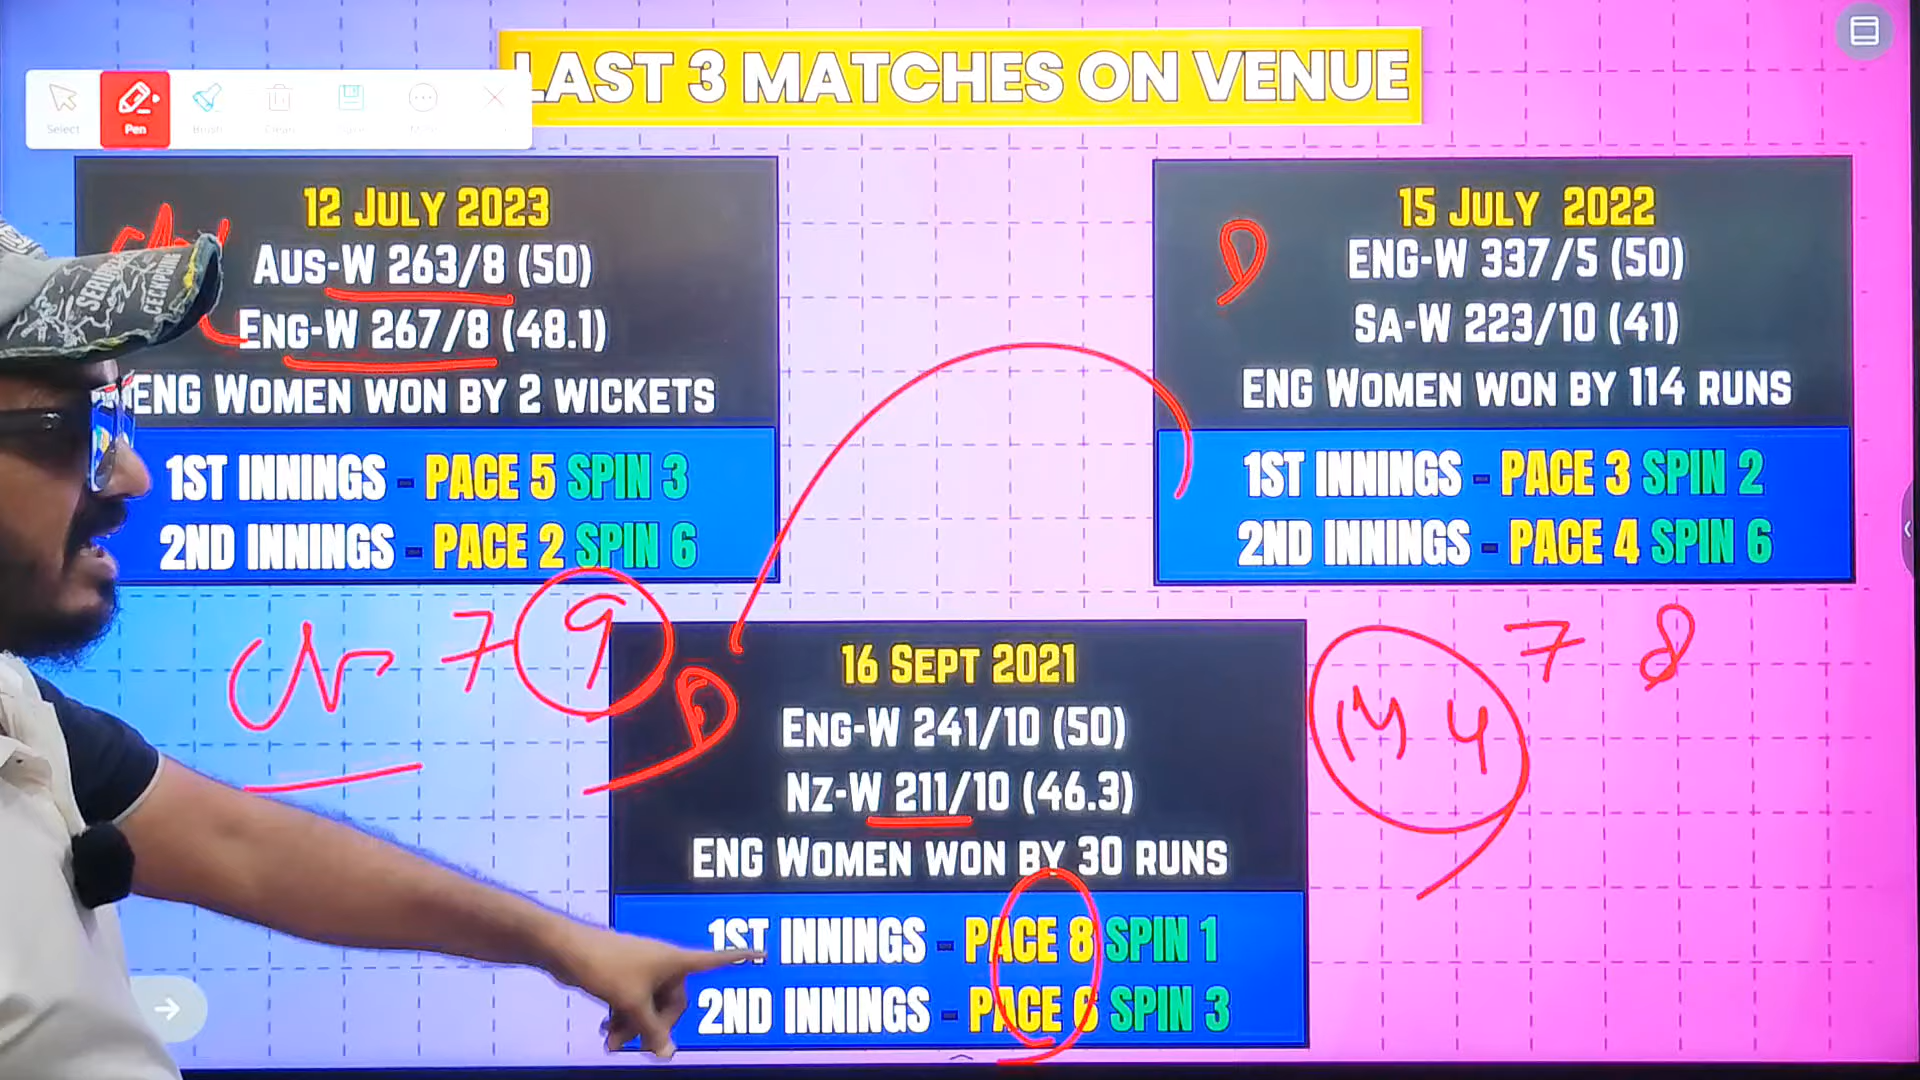 LAST 3 MATCHES ON VENUE
Select
Pen
Brush
Clean
12 JULY 2023
AUS-W 263/8 (50)
ENG-W 267/8 (48.1)
ENG WOMEN WON BY 2 WICKETS
1ST INNINGS - PACE 5 SPIN 3
2ND INNINGS - PACE 2 SPIN 6
15 JULY 2022
ENG-W 337/5 (50)
SA-W 223/10 (41)
ENG WOMEN WON BY 114 RUNS
1ST INNINGS - PACE 3 SPIN 2
2ND INNINGS - PACE 4 SPIN 6
7 9
7 8
14 4
16 SEPT 2021
ENG-W 241/10 (50)
NZ-W 211/10 (46.3)
ENG WOMEN WON BY 30 RUNS
1ST INNINGS - PACE 8 SPIN 1
2ND INNINGS - PACE 6 SPIN 3